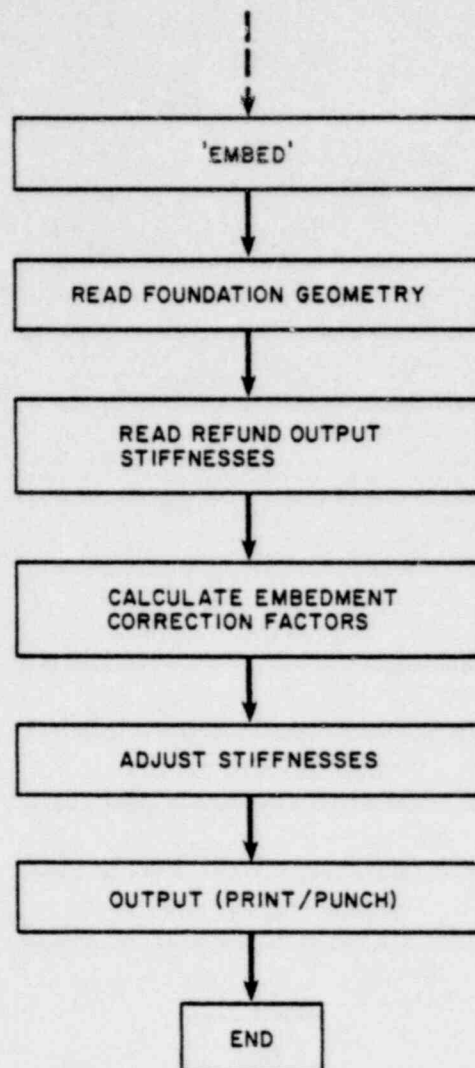 'EMBED'
READ FOUNDATION GEOMETRY
READ REFUND OUTPUT
STIFFNESSES
CALCULATE EMBEDMENT
CORRECTION FACTORS
ADJUST STIFFNESSES
OUTPUT (PRINT/PUNCH)
END